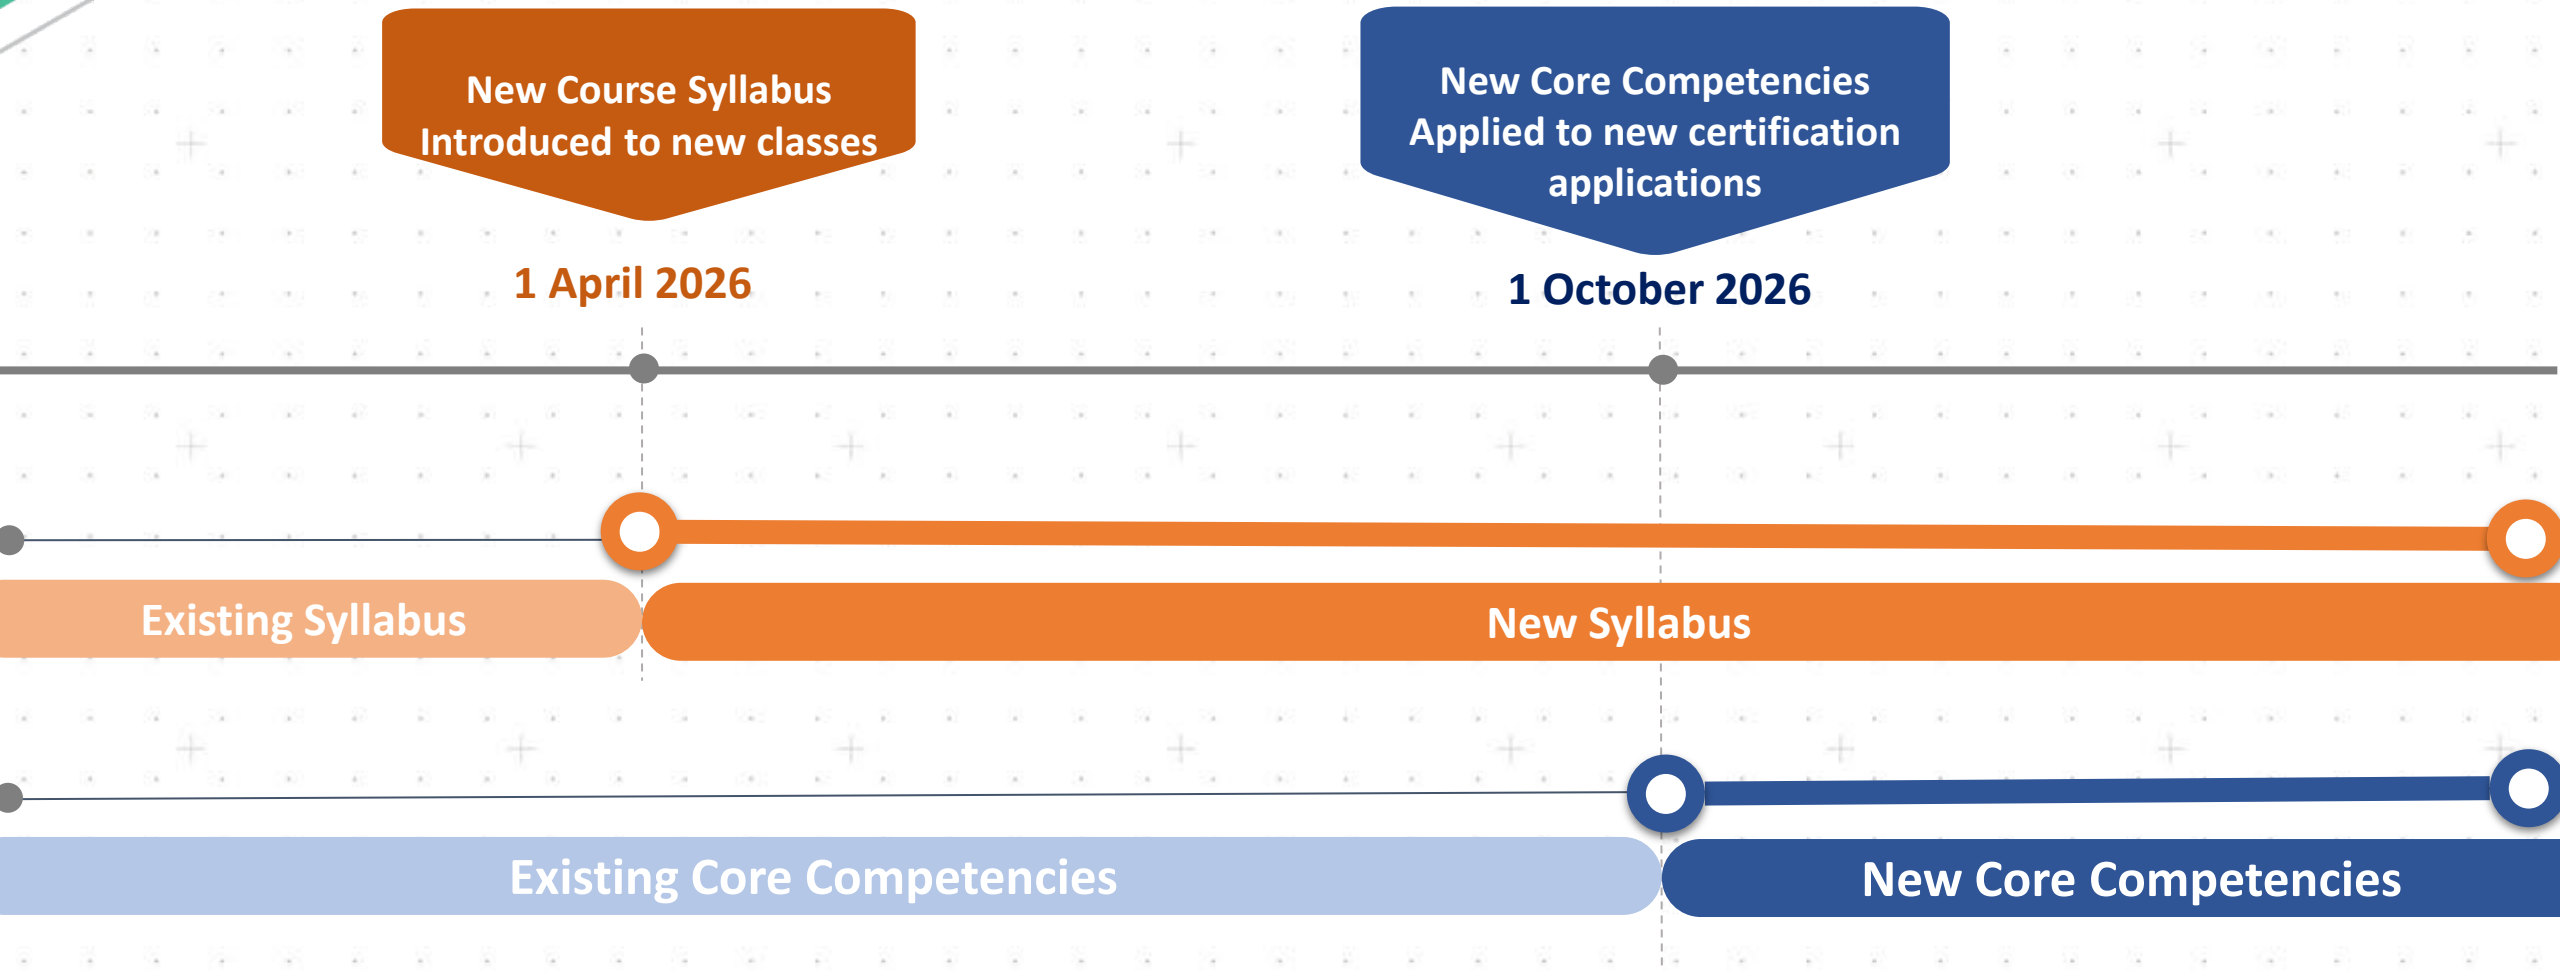 New Course Syllabus
Introduced to new classes
New Core Competencies
Applied to new certification
applications
1 April 2026
1 October 2026
Existing Syllabus
New Syllabus
Existing Core Competencies
New Core Competencies